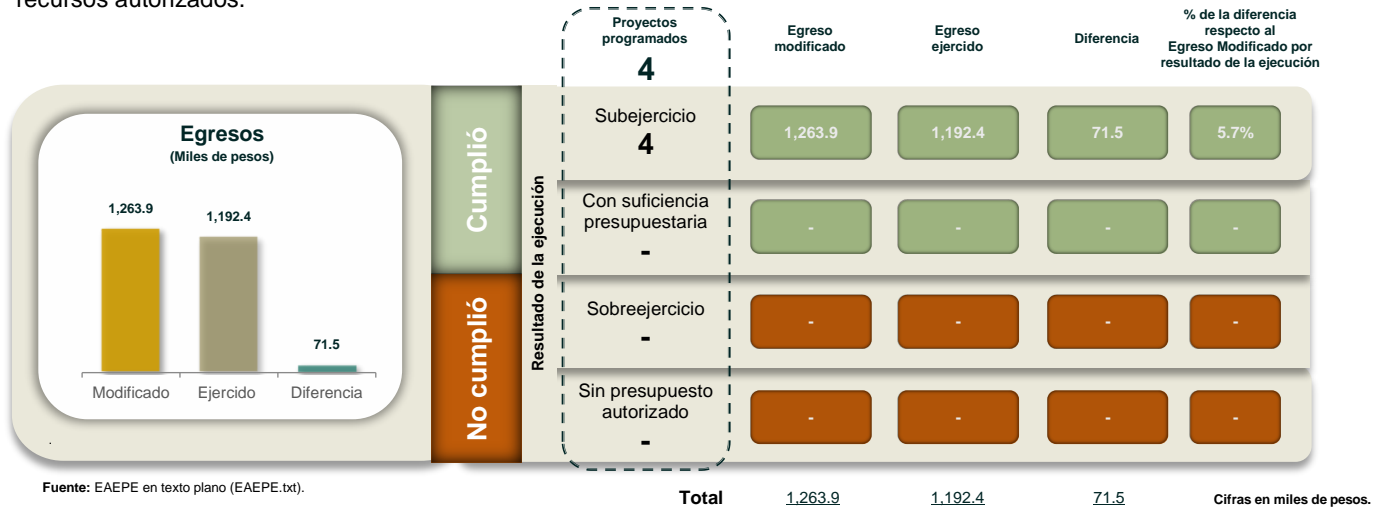 recursos autorizados.
Proyectos
programados
4
Egreso
modificado
Egreso
ejercido
Diferencia
% de la diferencia
respecto al
Egreso Modificado por
resultado de la ejecución
Egresos
(Miles de pesos)
1,263.9
1,192.4
71.5
Modificado
Ejercido
Diferencia
.
Cumplió
No cumplió
Resultado de la ejecución
Subejercicio
4
1,263.9
1,192.4
71.5
5.7%
Con suficiencia
presupuestaria
-
-
-
-
-
Sobreejercicio
-
-
-
-
-
Sin presupuesto
autorizado
-
-
-
-
-
Fuente: EAEPE en texto plano (EAEPE.txt).
Total
1,263.9
1,192.4
71.5
Cifras en miles de pesos.